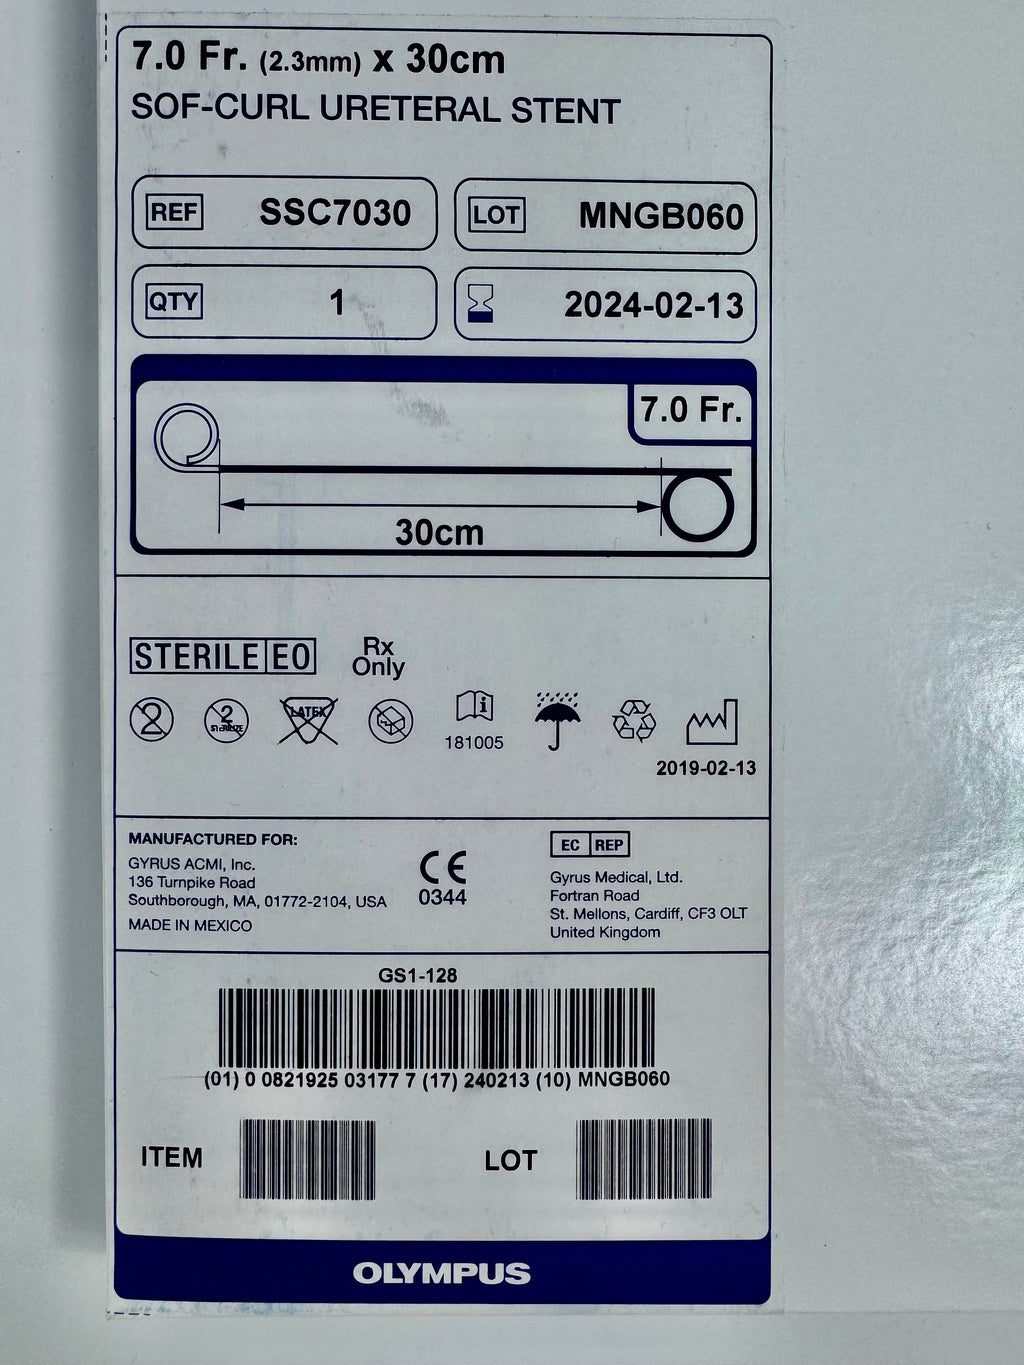 7.0 Fr. (2.3mm) x 30cm
SOF-CURL URETERAL STENT
REF SSC7030
LOT MNGB060
QTY 1
2024-02-13
7.0 Fr.
30cm
STERILE EO
Rx
Only
2
2
STERILIZE
LATEX
i
181005
2019-02-13
MANUFACTURED FOR:
GYRUS ACMI, Inc.
136 Turnpike Road
Southborough, MA, 01772-2104, USA
MADE IN MEXICO
CE
0344
EC REP
Gyrus Medical, Ltd.
Fortran Road
St. Mellons, Cardiff, CF3 OLT
United Kingdom
GS1-128
(01) 0 0821925 03177 7 (17) 240213 (10) MNGB060
ITEM
LOT
OLYMPUS